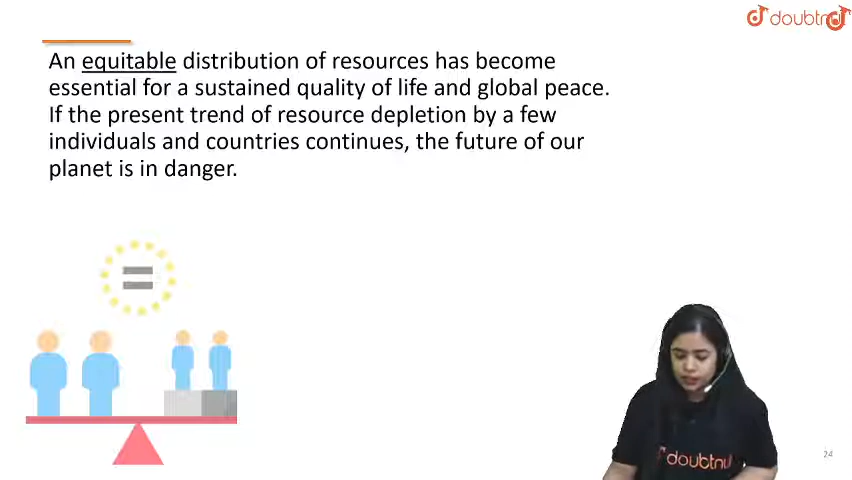 doubtnut
An equitable distribution of resources has become
essential for a sustained quality of life and global peace.
If the present trend of resource depletion by a few
individuals and countries continues, the future of our
planet is in danger.
=
doubtnut
24